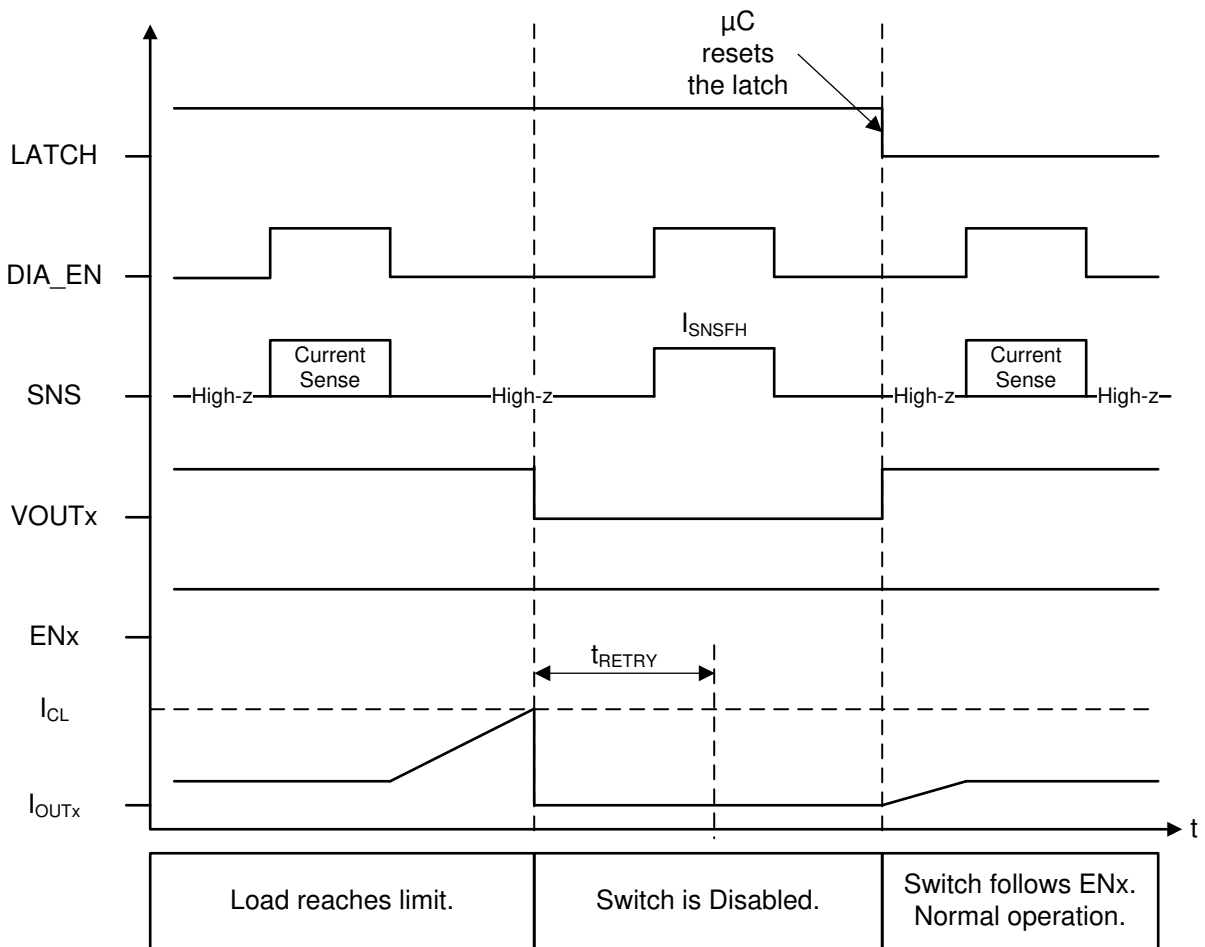 µC
resets
the latch
LATCH
DIA_EN
ISNSFH
Current
Sense
Current
Sense
SNS
High-z
High-z
High-z
High-z
VOUTx
ENx
tRETRY
ICL
IOUTx
t
Load reaches limit.
Switch is Disabled.
Switch follows ENx.
Normal operation.